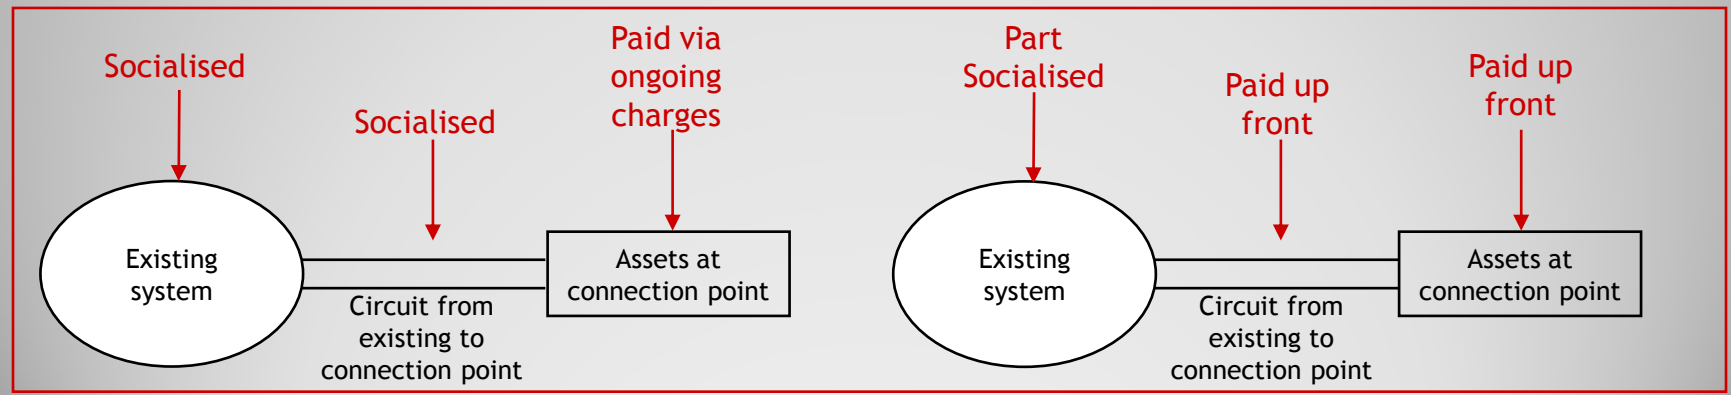 Socialised
Socialised
Paid via
ongoing
charges
Existing
system
Circuit from
existing to
connection point
Assets at
connection point
Part
Socialised
Paid up
front
Paid up
front
Existing
system
Circuit from
existing to
connection point
Assets at
connection point